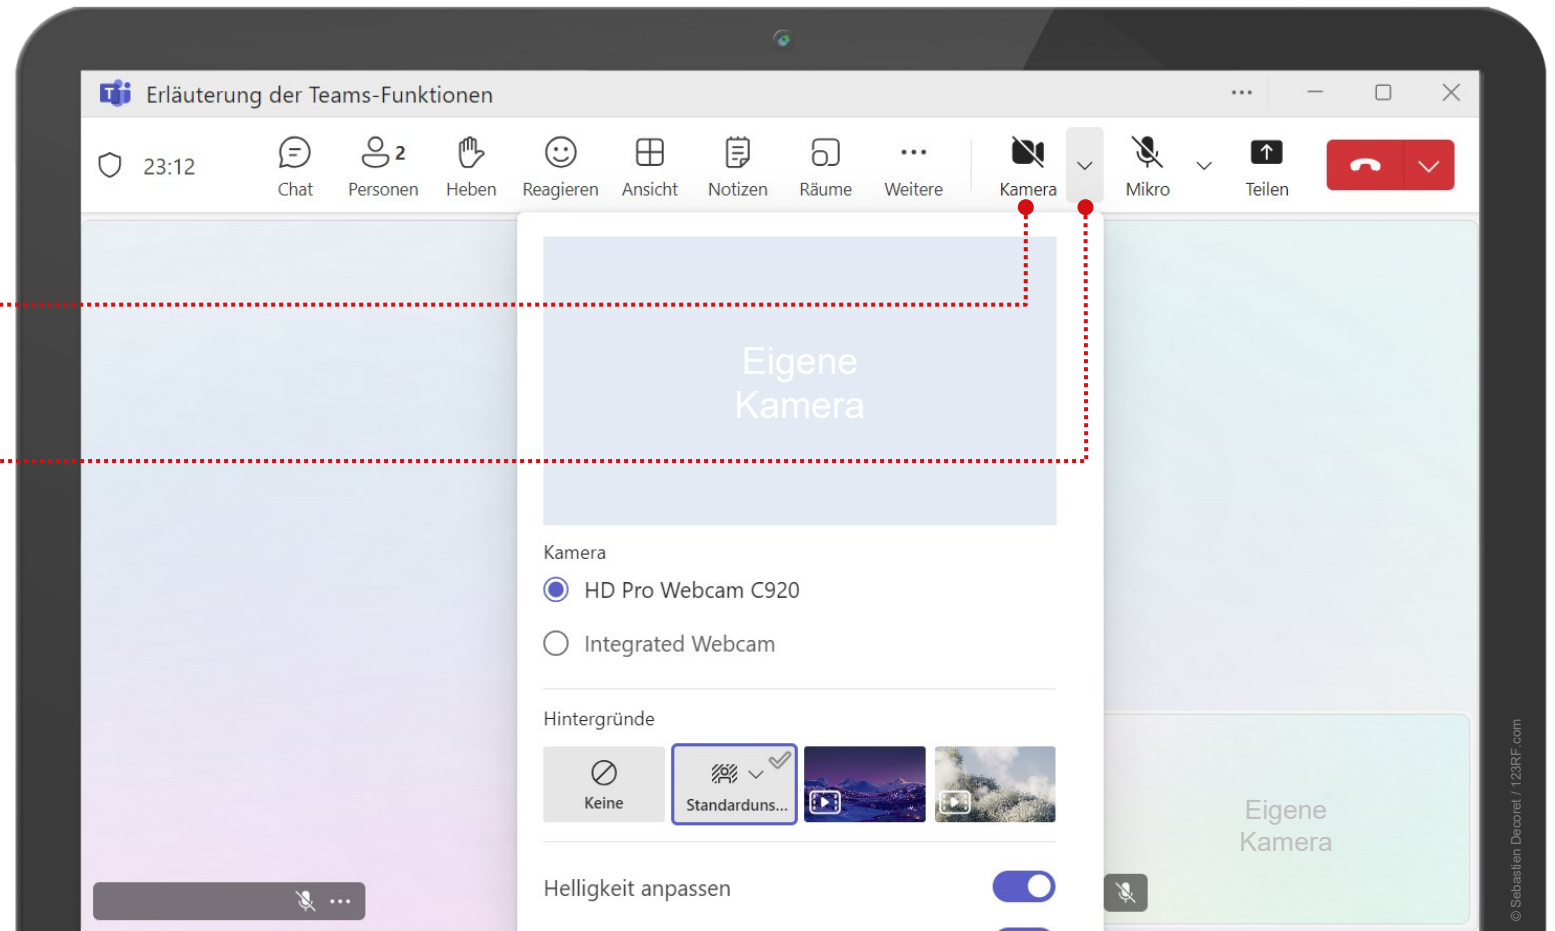 Erläuterung der Teams-Funktionen
23:12
Chat
Personen
2
Heben
Reagieren
Ansicht
Notizen
Räume
Weitere
Kamera
Mikro
Teilen
Eigene
Kamera
Kamera
HD Pro Webcam C920
Integrated Webcam
Hintergründe
Keine
Standarduns...
Helligkeit anpassen
Eigene
Kamera
© Sebastien Decoret / 123RF.com